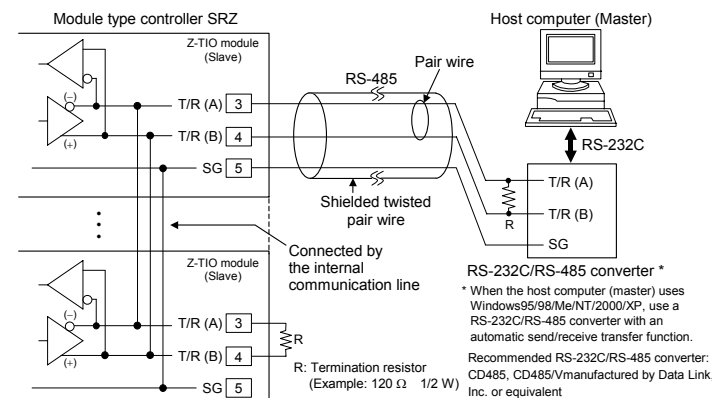 Module type controller SRZ
Host computer (Master)
Z-TIO module
(Slave)
Pair wire
RS-485
(−)
(+)
T/R (A) 3
T/R (B) 4
SG 5
RS-232C
T/R (A)
T/R (B)
SG
R
Shielded twisted
pair wire
Connected by
the internal
communication line
RS-232C/RS-485 converter *
* When the host computer (master) uses
Windows95/98/Me/NT/2000/XP, use a
RS-232C/RS-485 converter with an
automatic send/receive transfer function.
Recommended RS-232C/RS-485 converter:
CD485, CD485/Vmanufactured by Data Link,
Inc. or equivalent
Z-TIO module
(Slave)
(−)
(+)
T/R (A) 3
T/R (B) 4
SG 5
R
R: Termination resistor
(Example: 120 Ω 1/2 W)